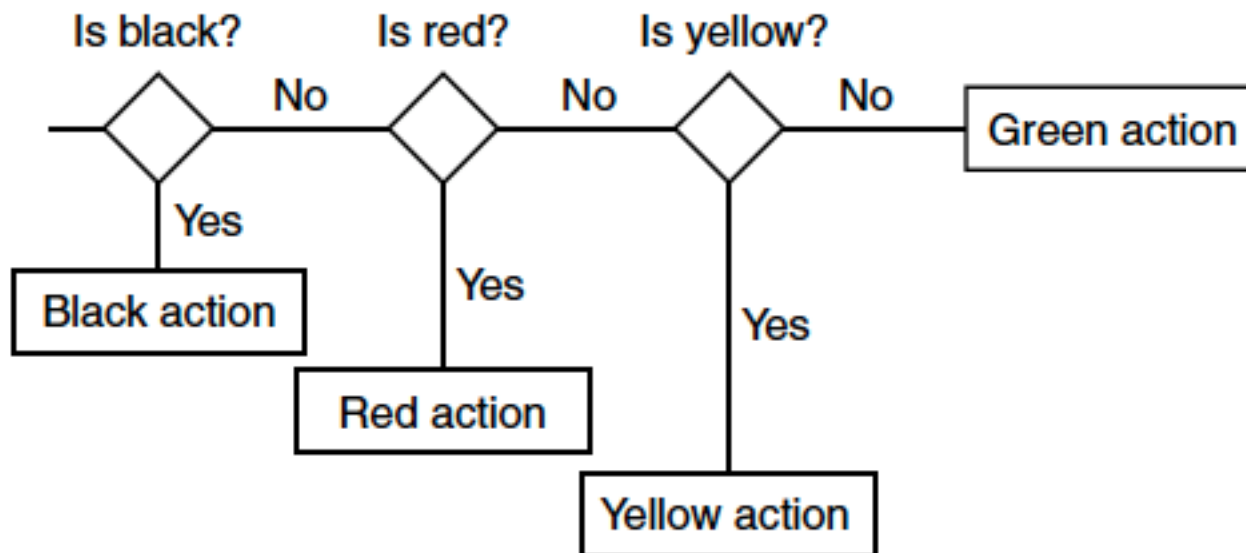 Is black?
Is red?
Is yellow?
No
No
No
Green action
Yes
Black action
Yes
Red action
Yes
Yellow action